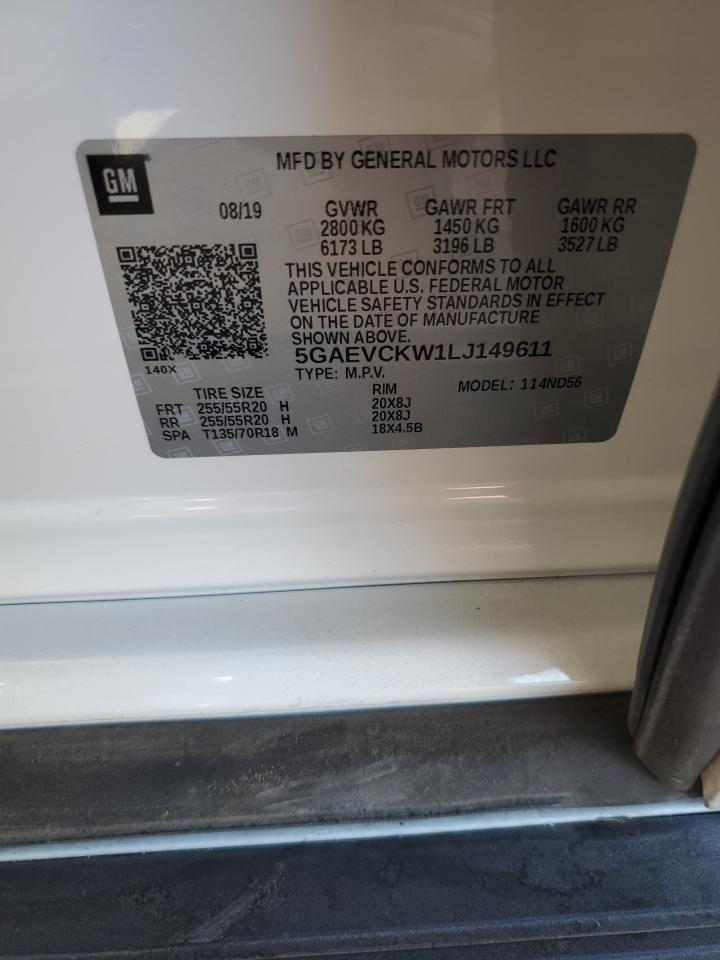 GM
MFD BY GENERAL MOTORS LLC
08/19 GVWR GAWR FRT GAWR RR
2800 KG 1450 KG 1600 KG
6173 LB 3196 LB 3527 LB
THIS VEHICLE CONFORMS TO ALL
APPLICABLE U.S. FEDERAL MOTOR
VEHICLE SAFETY STANDARDS IN EFFECT
ON THE DATE OF MANUFACTURE
SHOWN ABOVE.
5GAEVCKW1LJ149611
140X TYPE: M.P.V.
TIRE SIZE RIM MODEL: 114ND56
FRT 255/55R20 H 20X8J
RR 255/55R20 H 20X8J
SPA T135/70R18 M 18X4.5B